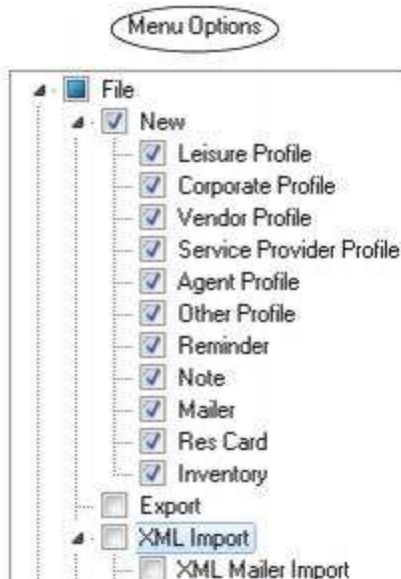 Menu Options
File
New
Leisure Profile
Corporate Profile
Vendor Profile
Service Provider Profile
Agent Profile
Other Profile
Reminder
Note
Mailer
Res Card
Inventory
Export
XML Import
XML Mailer Import